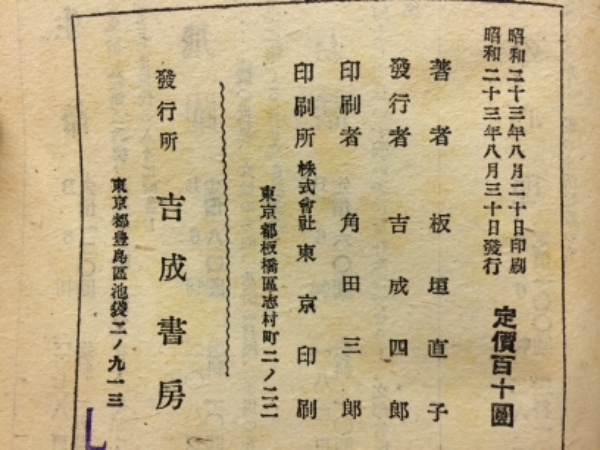 昭和二十三年八月二十日印刷
昭和二十三年八月三十日發行
定價百十圓
著者 板垣直子
發行者 吉成四郎
印刷者 角田三郎
印刷所 株式會社 東京印刷
東京都板橋區志村町二ノ二二
發行所 吉成書房
東京都豊島區池袋二ノ九一三